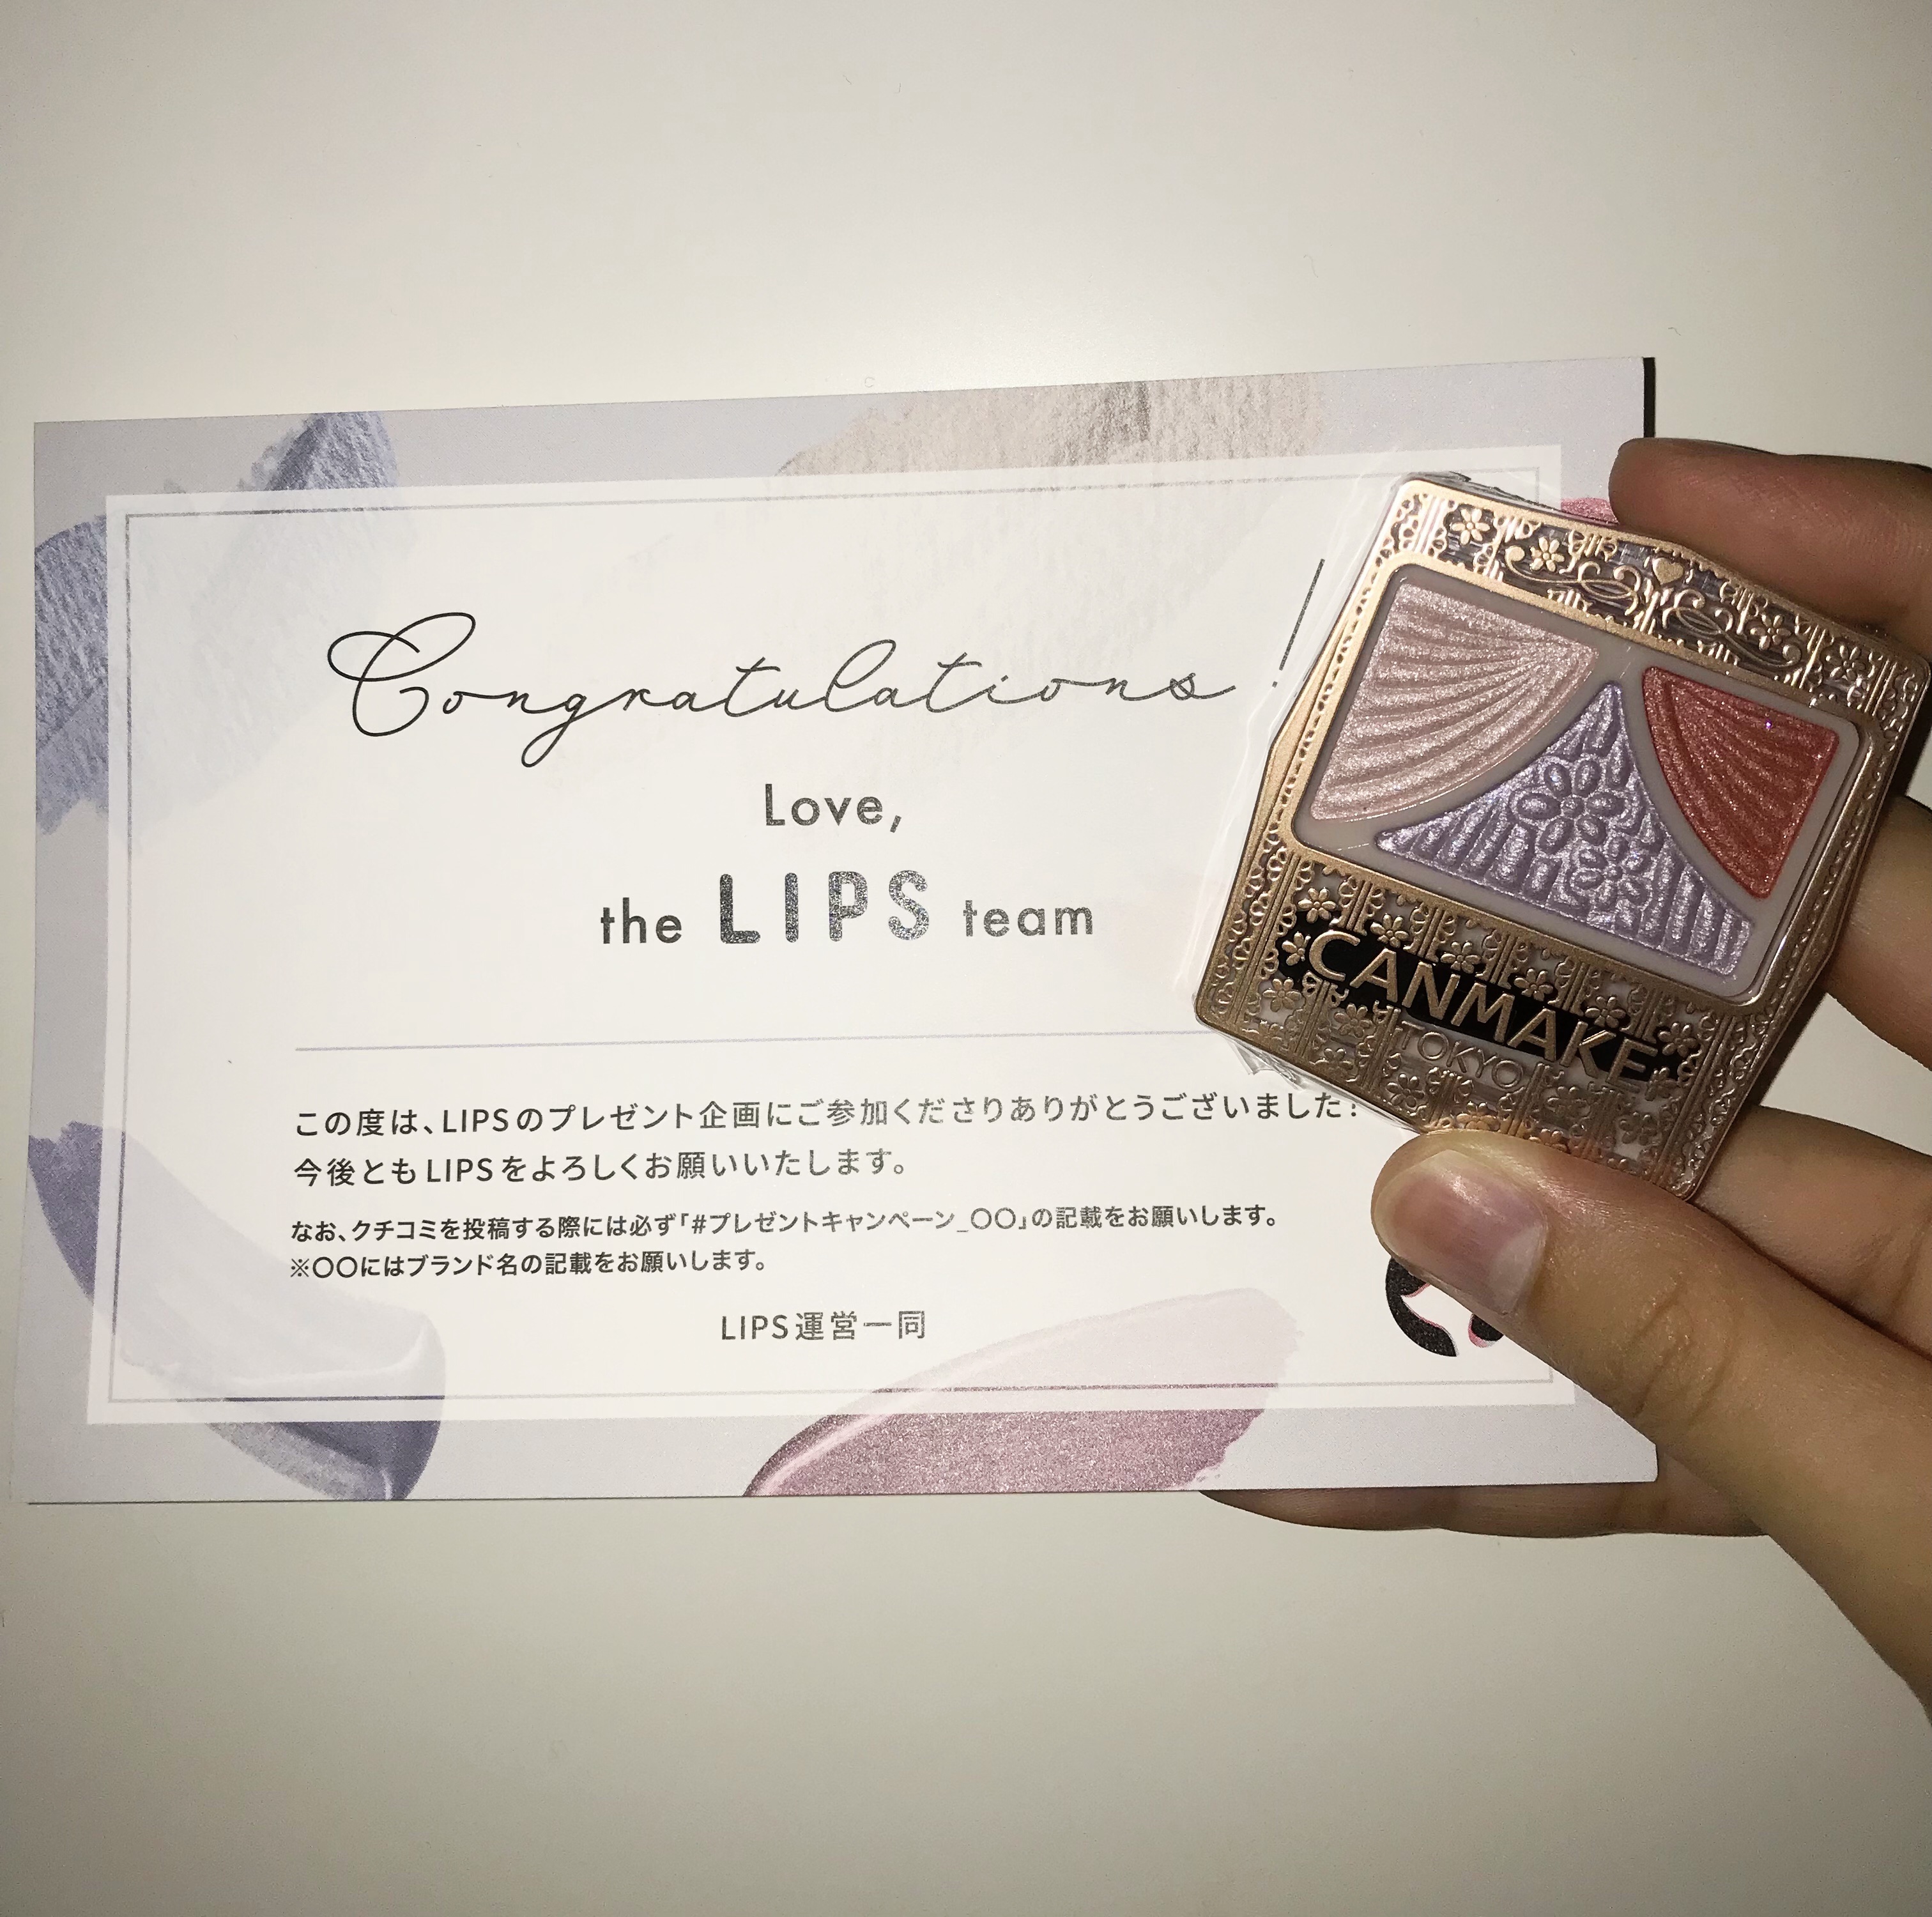 Congratulations!
Love,
the LIPS team
この度は、LIPSのプレゼント企画にご参加くださりありがとうございました!
今後ともLIPSをよろしくお願いいたします。
なお、クチコミを投稿する際には必ず「#プレゼントキャンペーン_〇〇」の記載をお願いします。
※〇〇にはブランド名の記載をお願いします。
LIPS運営一同
CANMAKE
TOKYO